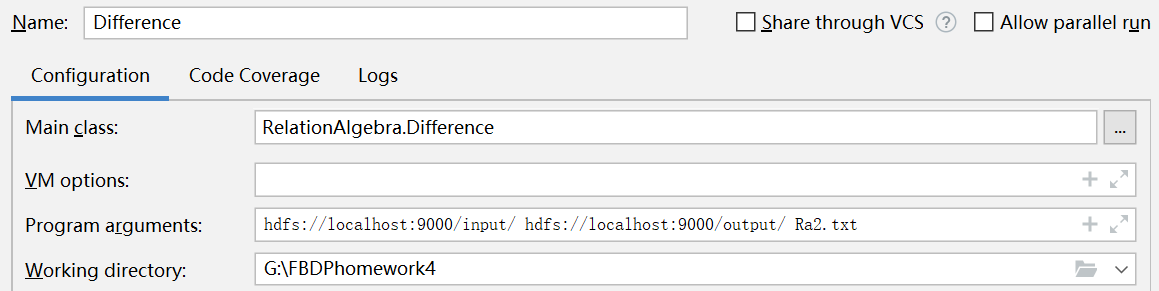 Name: Difference Share through VCS ? Allow parallel run
Configuration Code Coverage Logs
Main class: RelationAlgebra.Difference ...
VM options:
Program arguments: hdfs://localhost:9000/input/ hdfs://localhost:9000/output/ Ra2.txt
Working directory: G:\FBDPhomework4